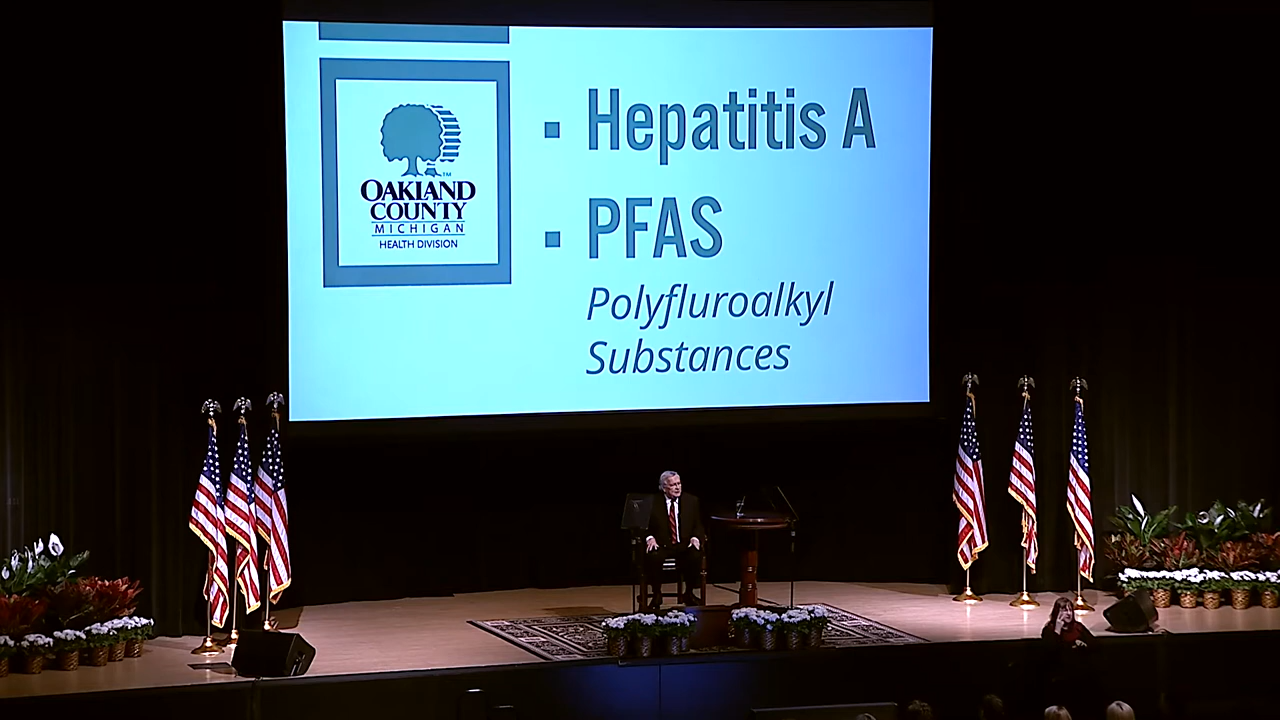 OAKLAND
COUNTY
MICHIGAN
HEALTH DIVISION
▪ Hepatitis A
▪ PFAS
Polyfluroalkyl
Substances